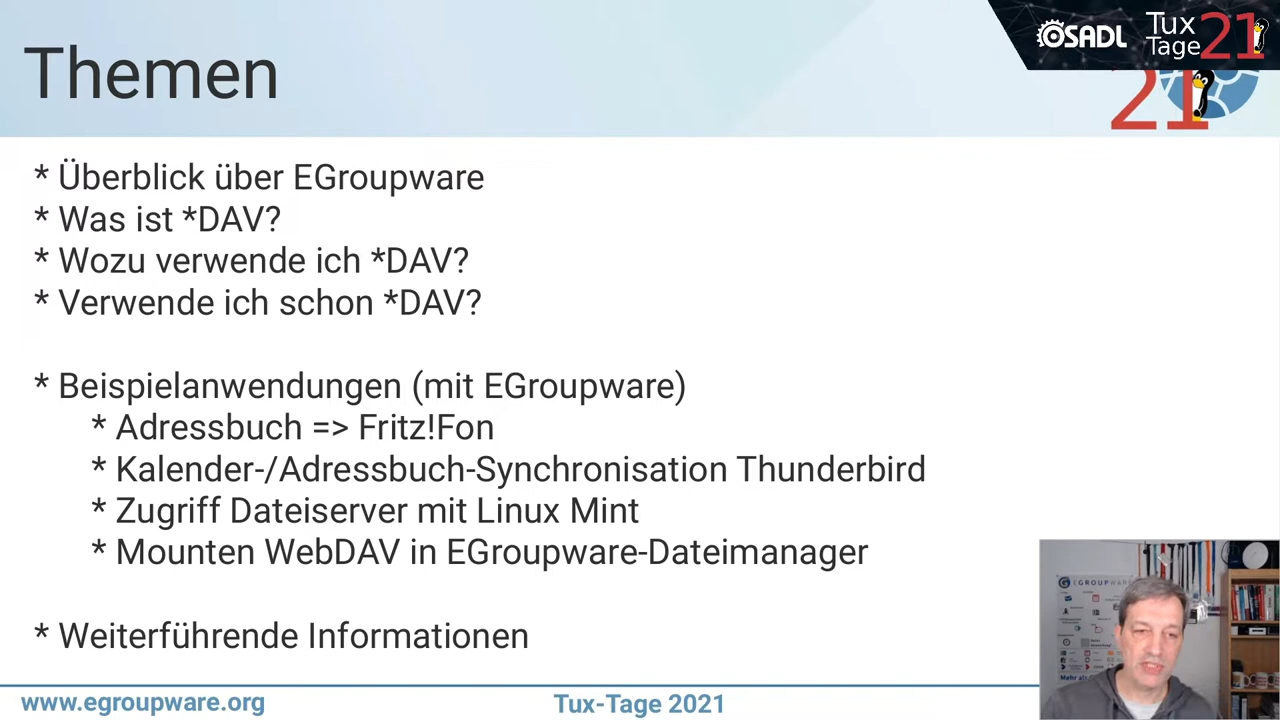 Themen
OSADL
Tux
Tage
21
21
* Überblick über EGroupware
* Was ist *DAV?
* Wozu verwende ich *DAV?
* Verwende ich schon *DAV?
* Beispielanwendungen (mit EGroupware)
* Adressbuch => Fritz!Fon
* Kalender-/Adressbuch-Synchronisation Thunderbird
* Zugriff Dateiserver mit Linux Mint
* Mounten WebDAV in EGroupware-Dateimanager
* Weiterführende Informationen
EGROUPWARE
www.egroupware.org
Tux-Tage 2021